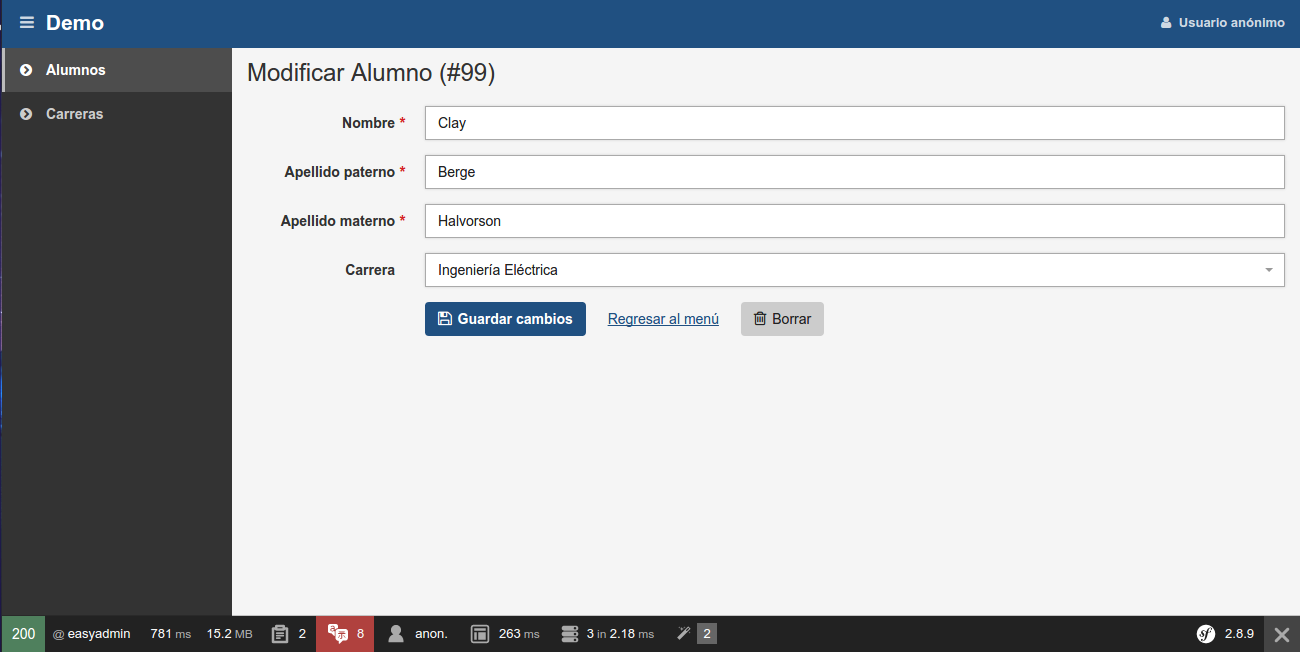 Demo
Usuario anónimo
Alumnos
Carreras
Modificar Alumno (#99)
Nombre * Clay
Apellido paterno * Berge
Apellido materno * Halvorson
Carrera Ingeniería Eléctrica
Guardar cambios Regresar al menú Borrar
200 @ easyadmin 781 ms 15.2 MB 2 8 anon. 263 ms 3 in 2.18 ms 2 sf 2.8.9